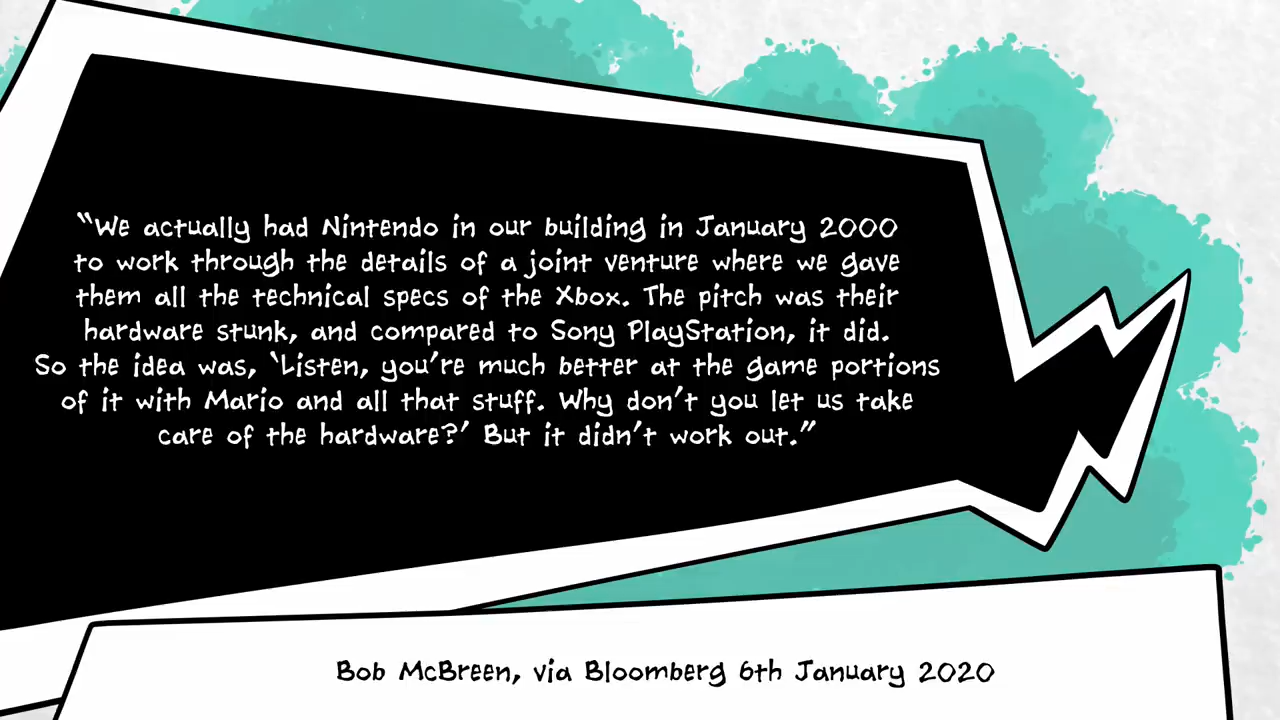 “We actually had Nintendo in our building in January 2000
to work through the details of a joint venture where we gave
them all the technical specs of the Xbox. The pitch was their
hardware stunk, and compared to Sony PlayStation, it did.
So the idea was, ‘Listen, you’re much better at the game portions
of it with Mario and all that stuff. Why don’t you let us take
care of the hardware?’ But it didn’t work out.”
Bob McBreen, via Bloomberg 6th January 2020